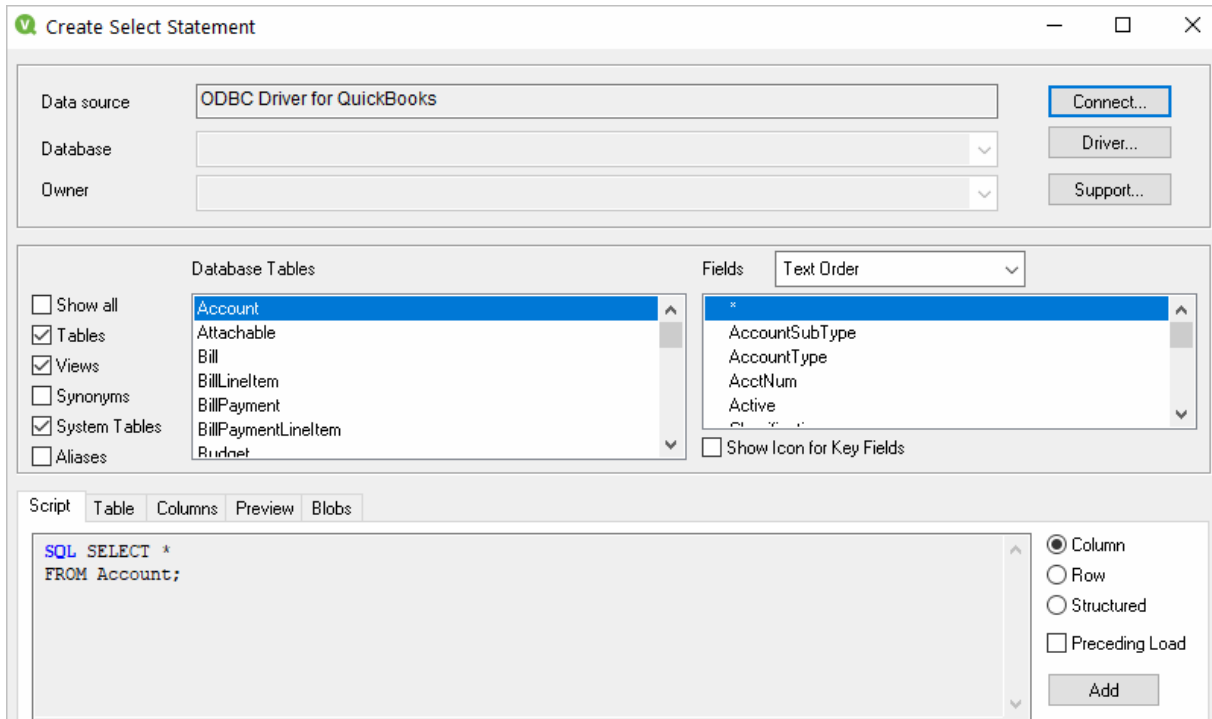 Create Select Statement
Data source
ODBC Driver for QuickBooks
Connect...
Database
Driver...
Owner
Support...
Database Tables
Fields
Text Order
Show all
Tables
Views
Synonyms
System Tables
Aliases
Account
Attachable
Bill
BillLineItem
BillPayment
BillPaymentLineItem
Budget
*
AccountSubType
AccountType
AcctNum
Active
Show Icon for Key Fields
Script
Table
Columns
Preview
Blobs
SQL SELECT *
FROM Account;
Column
Row
Structured
Preceding Load
Add